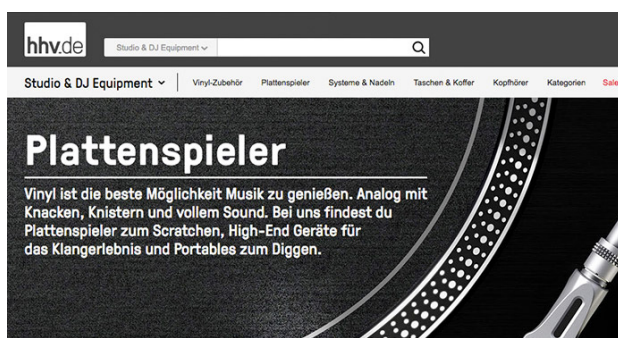 hhv.de
Studio & DJ Equipment
Studio & DJ Equipment
Vinyl-Zubehör Plattenspieler Systeme & Nadeln Taschen & Koffer Kopfhörer Kategorien Sale
Plattenspieler
Vinyl ist die beste Möglichkeit Musik zu genießen. Analog mit
Knacken, Knistern und vollem Sound. Bei uns findest du
Plattenspieler zum Scratchen, High-End Geräte für
das Klangerlebnis und Portables zum Diggen.